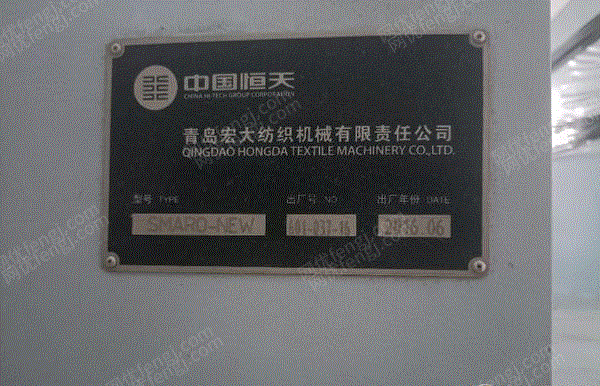 中国恒天
CHINA HI-TECH GROUP CORPORATION
青岛宏大纺织机械有限责任公司
QINGDAO HONGDA TEXTILE MACHINERY CO.,LTD.
型号 TYPE 出厂号 NO 出厂年份 DATE
SMARO-NEW